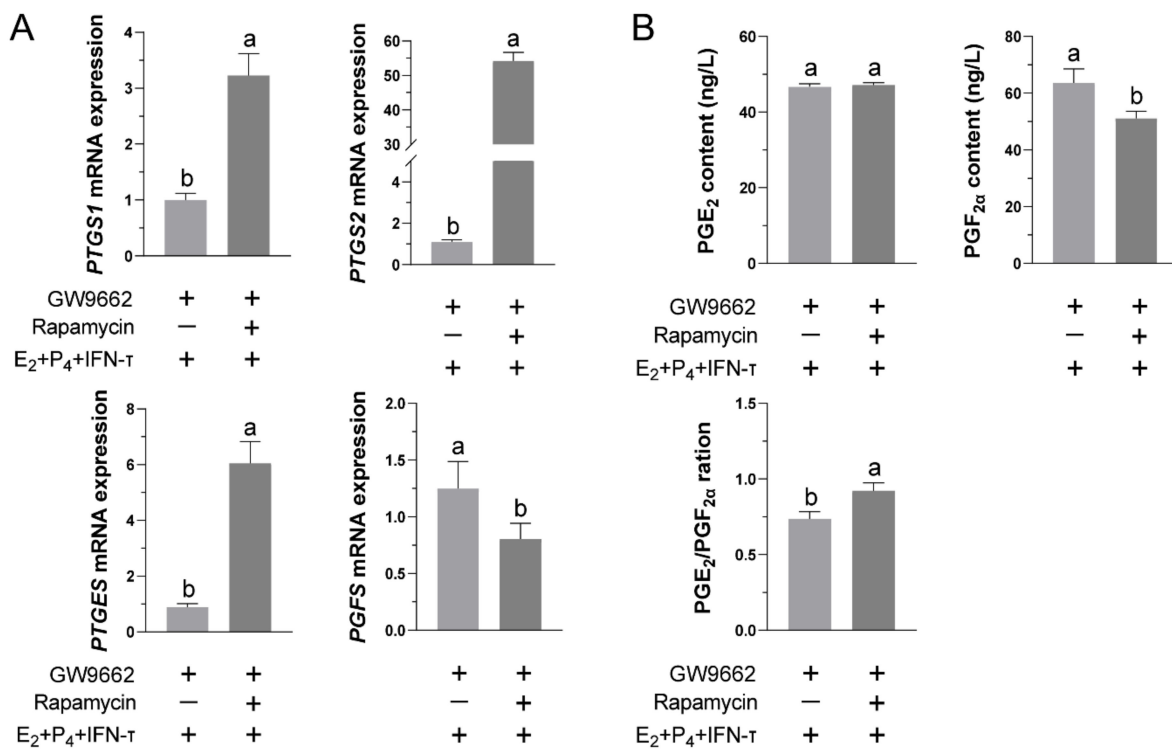 A
PTGS1 mRNA expression
4
3
2
1
0
b
a
GW9662 + +
Rapamycin — +
E₂+P₄+IFN-τ + +
PTGS2 mRNA expression
60
50
40
30
4
2
0
b
a
+ +
— +
+ +
B
PGE₂ content (ng/L)
60
40
20
0
a
a
GW9662 + +
Rapamycin — +
E₂+P₄+IFN-τ + +
PGF₂α content (ng/L)
80
60
40
20
0
a
b
+ +
— +
+ +
PTGES mRNA expression
8
6
4
2
0
b
a
GW9662 + +
Rapamycin — +
E₂+P₄+IFN-τ + +
PGFS mRNA expression
2.0
1.5
1.0
0.5
0.0
a
b
+ +
— +
+ +
PGE₂/PGF₂α ration
1.5
1.0
0.5
0.0
b
a
GW9662 + +
Rapamycin — +
E₂+P₄+IFN-τ + +